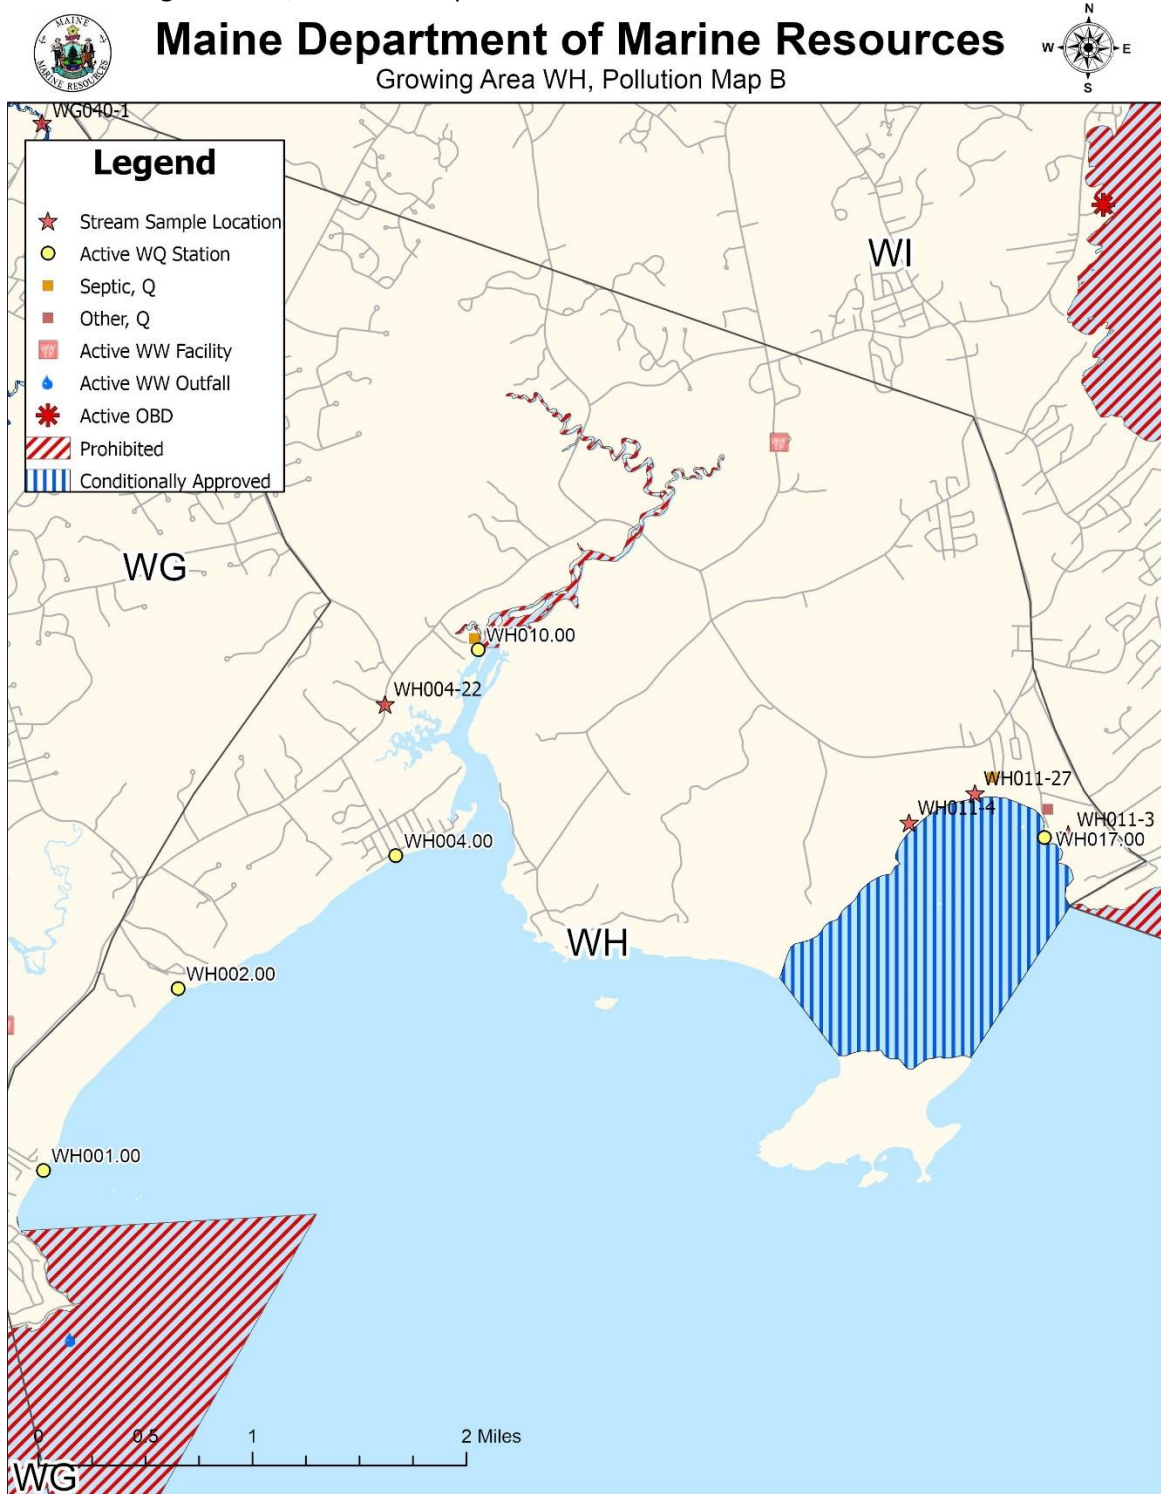 Maine Department of Marine Resources
Growing Area WH, Pollution Map B
MAINE
MARINE RESOURCES
N
W
E
S
WG040-1
Legend
Stream Sample Location
Active WQ Station
Septic, Q
Other, Q
Active WW Facility
Active WW Outfall
Active OBD
Prohibited
Conditionally Approved
WI
WG
WH010.00
WH004-22
WH011-27
WH011-4
WH011-3
WH017.00
WH004.00
WH
WH002.00
WH001.00
0 0.5 1 2 Miles
WG